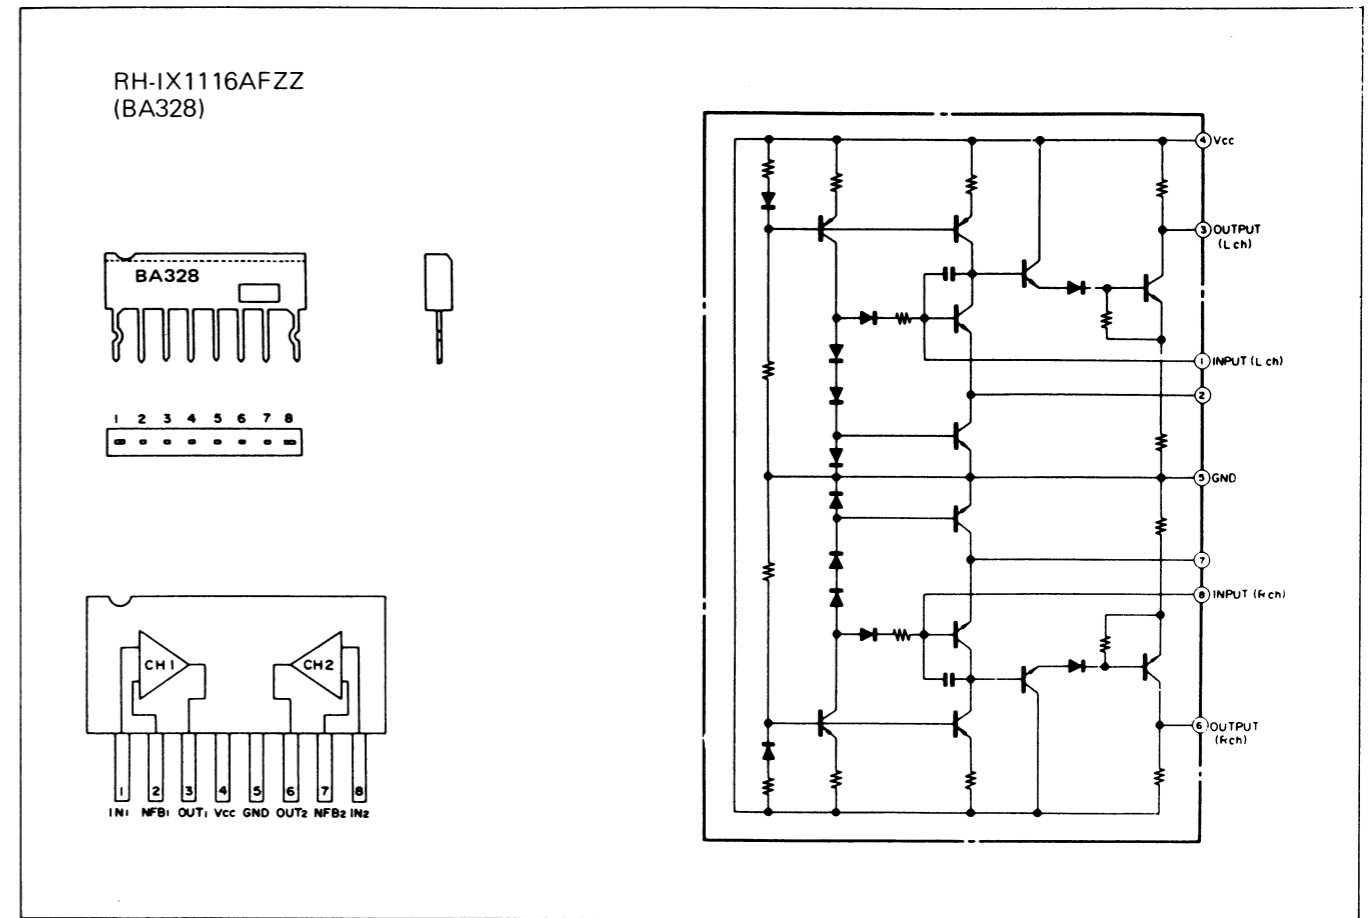 RH-IX1116AFZZ
(BA328)
BA328
1 2 3 4 5 6 7 8
CH1 CH2
1 2 3 4 5 6 7 8
IN1 NFB1 OUT1 Vcc GND OUT2 NFB2 IN2
4 Vcc
3 OUTPUT
(L ch)
1 INPUT (L ch)
2
5 GND
7
8 INPUT (R ch)
6 OUTPUT
(R ch)